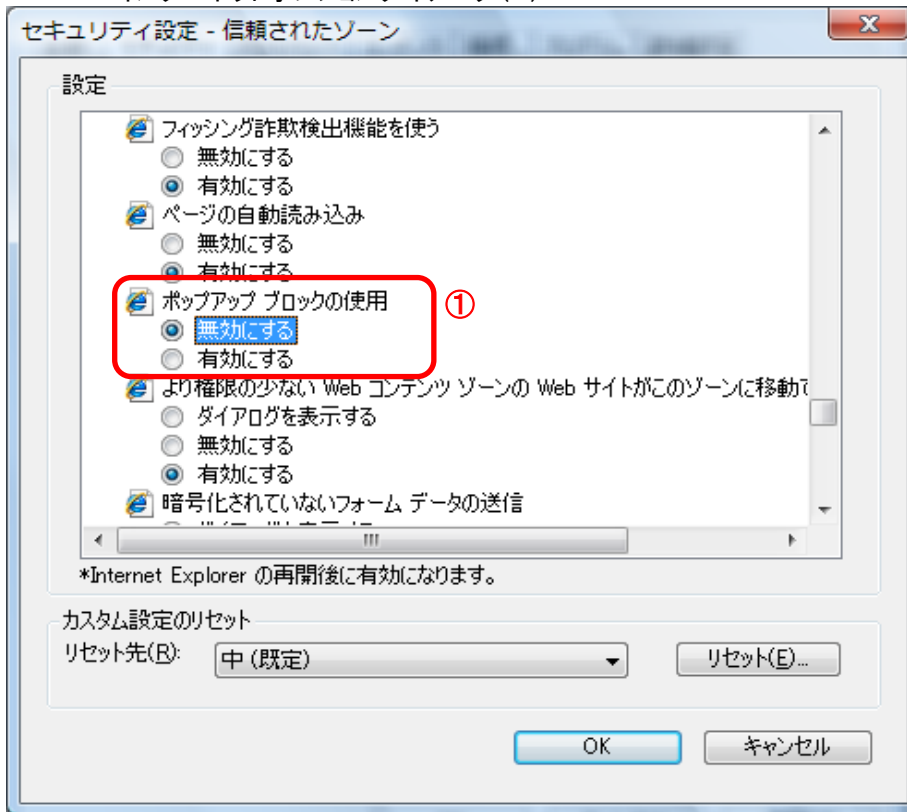 セキュリティ設定 - 信頼されたゾーン
設定
フィッシング詐欺検出機能を使う
無効にする
有効にする
ページの自動読み込み
無効にする
有効にする
ポップアップ ブロックの使用
①
無効にする
有効にする
より権限の少ない Web コンテンツ ゾーンの Web サイトがこのゾーンに移動で
ダイアログを表示する
無効にする
有効にする
暗号化されていないフォーム データの送信
*Internet Explorer の再開後に有効になります。
カスタム設定のリセット
リセット先(R):
中 (既定)
リセット(E)...
OK
キャンセル